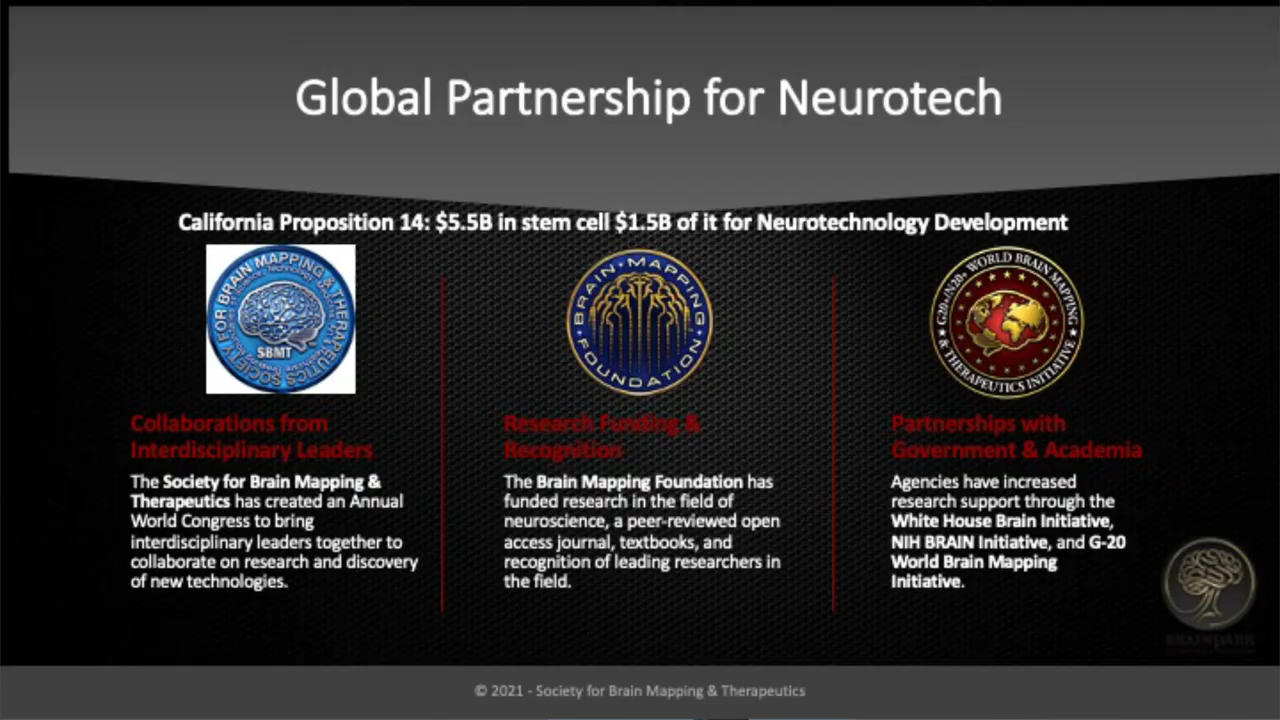 Global Partnership for Neurotech
California Proposition 14: $5.5B in stem cell $1.5B of it for Neurotechnology Development
SOCIETY FOR BRAIN MAPPING & THERAPEUTICS
SBMT
BRAIN • MAPPING • FOUNDATION •
G20+/N20+ WORLD BRAIN MAPPING
& THERAPEUTICS INITIATIVE
Collaborations from
Interdisciplinary Leaders
The Society for Brain Mapping &
Therapeutics has created an Annual
World Congress to bring
interdisciplinary leaders together to
collaborate on research and discovery
of new technologies.
Research Funding &
Recognition
The Brain Mapping Foundation has
funded research in the field of
neuroscience, a peer-reviewed open
access journal, textbooks, and
recognition of leading researchers in
the field.
Partnerships with
Government & Academia
Agencies have increased
research support through the
White House Brain Initiative,
NIH BRAIN Initiative, and G-20
World Brain Mapping
Initiative.
© 2021 - Society for Brain Mapping & Therapeutics